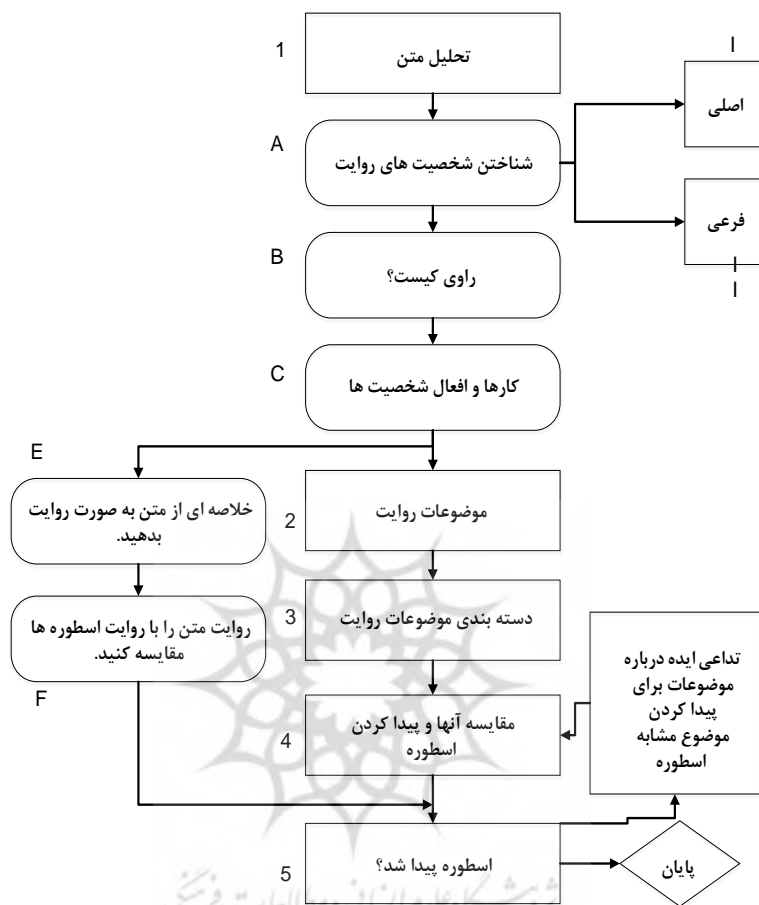 1
تحلیل متن
I
اصلی
A
شناختن شخصیت های روایت
فرعی
I
I
B
راوی کیست؟
C
کارها و افعال شخصیت ها
E
خلاصه ای از متن به صورت روایت
بدهید.
2
موضوعات روایت
روایت متن را با روایت اسطوره ها
مقایسه کنید.
F
3
دسته بندی موضوعات روایت
تداعی ایده درباره
موضوعات برای
پیدا کردن
موضوع مشابه
اسطوره
4
مقایسه آنها و پیدا کردن
اسطوره
5
اسطوره پیدا شد؟
پایان